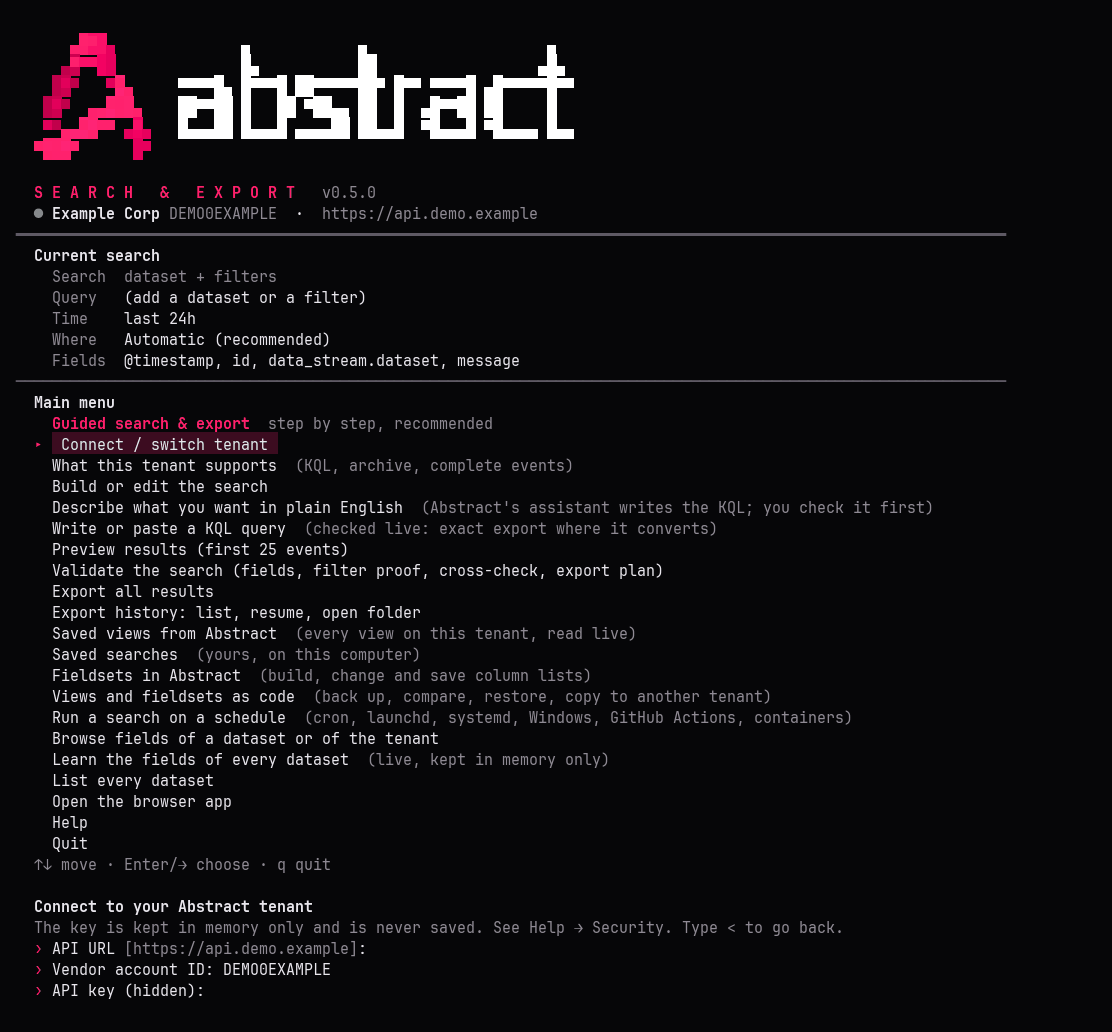 abstract
SEARCH & EXPORT v0.5.0
● Example Corp DEMO0EXAMPLE · https://api.demo.example
Current search
Search dataset + filters
Query (add a dataset or a filter)
Time last 24h
Where Automatic (recommended)
Fields @timestamp, id, data_stream.dataset, message
Main menu
Guided search & export step by step, recommended
▸ Connect / switch tenant
What this tenant supports (KQL, archive, complete events)
Build or edit the search
Describe what you want in plain English (Abstract's assistant writes the KQL; you check it first)
Write or paste a KQL query (checked live: exact export where it converts)
Preview results (first 25 events)
Validate the search (fields, filter proof, cross-check, export plan)
Export all results
Export history: list, resume, open folder
Saved views from Abstract (every view on this tenant, read live)
Saved searches (yours, on this computer)
Fieldsets in Abstract (build, change and save column lists)
Views and fieldsets as code (back up, compare, restore, copy to another tenant)
Run a search on a schedule (cron, launchd, systemd, Windows, GitHub Actions, containers)
Browse fields of a dataset or of the tenant
Learn the fields of every dataset (live, kept in memory only)
List every dataset
Open the browser app
Help
Quit
↑↓ move · Enter/→ choose · q quit
Connect to your Abstract tenant
The key is kept in memory only and is never saved. See Help → Security. Type < to go back.
› API URL [https://api.demo.example]:
› Vendor account ID: DEMO0EXAMPLE
› API key (hidden):